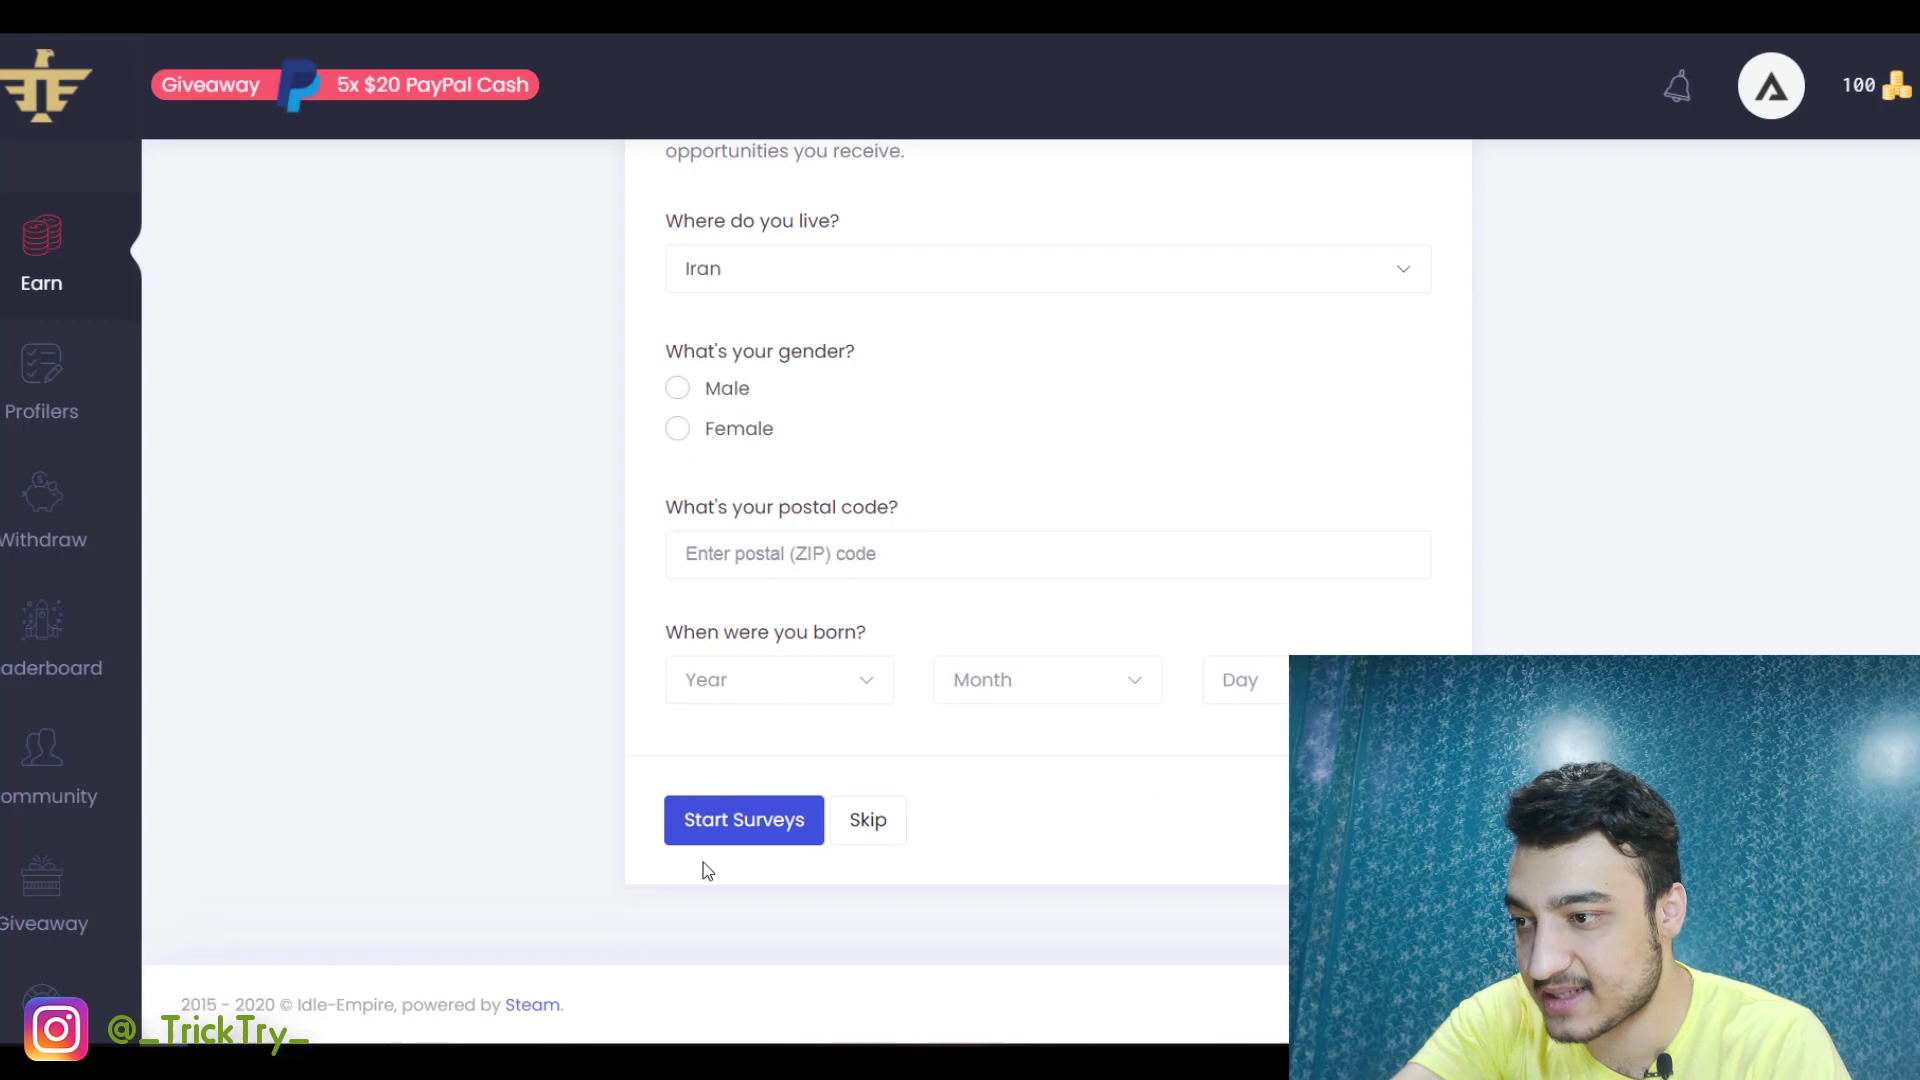 Giveaway 5x $20 PayPal Cash
100
opportunities you receive.
Where do you live?
Iran
Earn
What's your gender?
Male
Female
Profilers
What's your postal code?
Enter postal (ZIP) code
Withdraw
When were you born?
Year Month Day
aderboard
Start Surveys Skip
ommunity
Giveaway
2015 - 2020 © Idle-Empire, powered by Steam.
@_TrickTry_